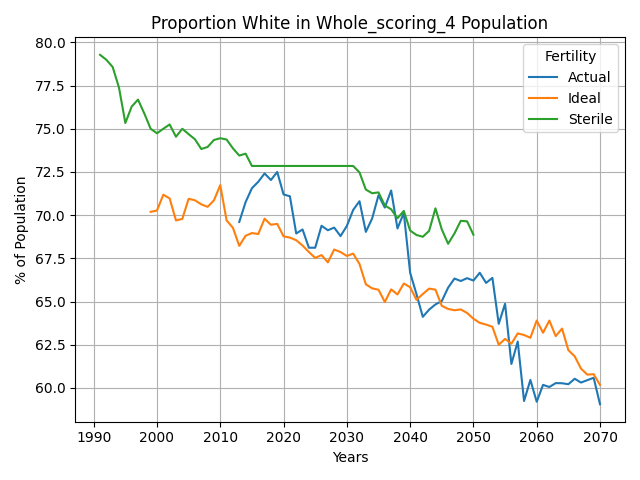 Proportion White in Whole_scoring_4 Population
% of Population
80.0
77.5
75.0
72.5
70.0
67.5
65.0
62.5
60.0
Fertility
Actual
Ideal
Sterile
1990 2000 2010 2020 2030 2040 2050 2060 2070
Years